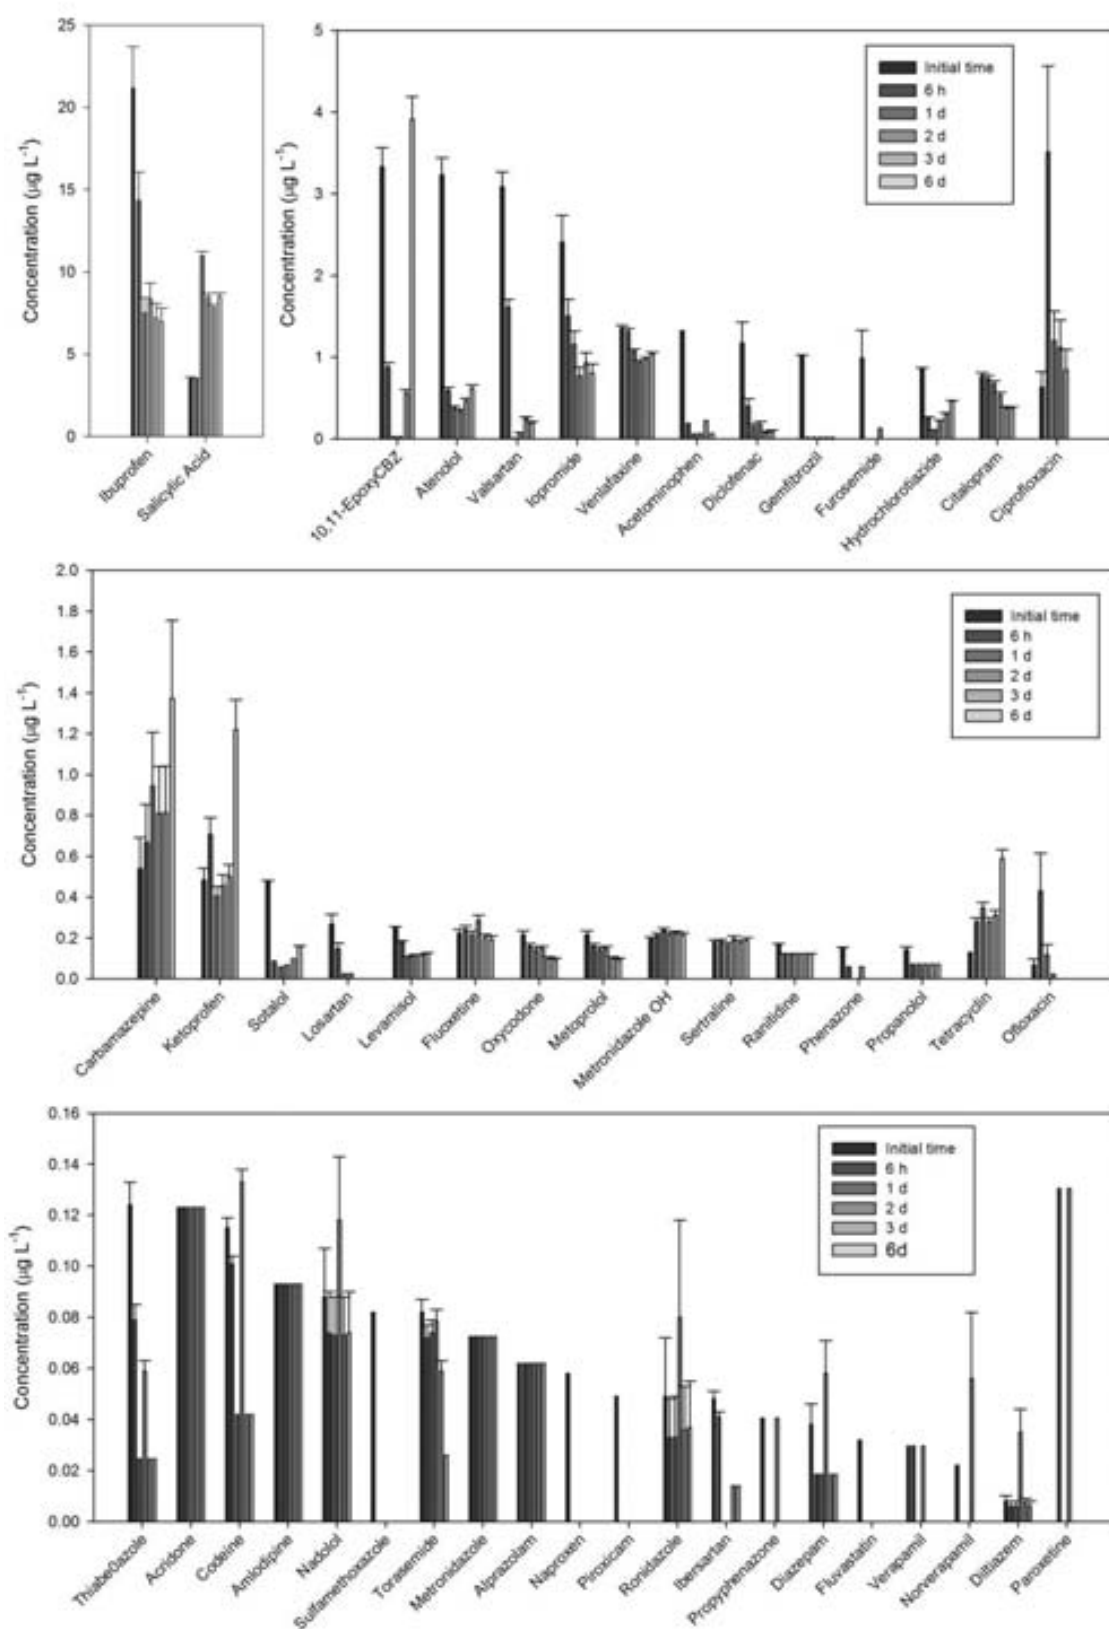 25
20
15
10
5
0
Concentration (µg L⁻¹)
Ibuprofen
Salicylic Acid
5
4
3
2
1
0
Concentration (µg L⁻¹)
Initial time
6 h
1 d
2 d
3 d
6 d
10,11-EpoxyCBZ
Atenolol
Valsartan
Iopromide
Venlafaxine
Acetominophen
Diclofenac
Gemfibrozil
Furosemide
Hydrochlorotiazide
Citalopram
Ciprofloxacin
2.0
1.8
1.6
1.4
1.2
1.0
0.8
0.6
0.4
0.2
0.0
Concentration (µg L⁻¹)
Initial time
6 h
1 d
2 d
3 d
6 d
Carbamazepine
Ketoprofen
Sotalol
Losartan
Levamisol
Fluoxetine
Oxycodone
Metoprolol
Metronidazole OH
Sertraline
Ranitidine
Phenazone
Propanolol
Tetracyclin
Ofloxacin
0.16
0.14
0.12
0.10
0.08
0.06
0.04
0.02
0.00
Concentration (µg L⁻¹)
Initial time
6 h
1 d
2 d
3 d
6d
Thiabe0azole
Acridone
Codeine
Amlodipine
Nadolol
Sulfamethoxazole
Torasemide
Metronidazole
Alprazolam
Naproxen
Piroxicam
Ronidazole
Ibersartan
Propyphenazone
Diazepam
Fluvastatin
Verapamil
Norverapamil
Diltiazem
Paroxetine